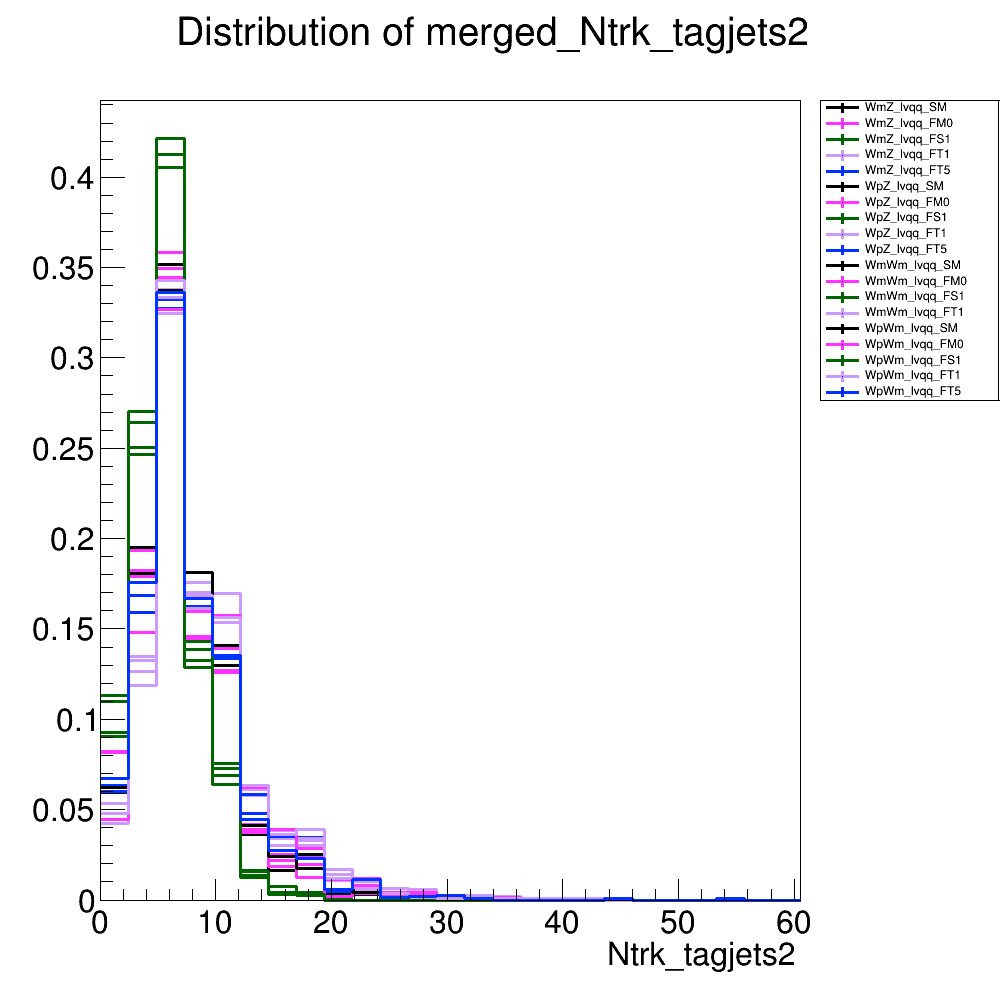 Distribution of merged_Ntrk_tagjets2
WmZ_lvqq_SM
WmZ_lvqq_FM0
WmZ_lvqq_FS1
WmZ_lvqq_FT1
WmZ_lvqq_FT5
WpZ_lvqq_SM
WpZ_lvqq_FM0
WpZ_lvqq_FS1
WpZ_lvqq_FT1
WpZ_lvqq_FT5
WmWm_lvqq_SM
WmWm_lvqq_FM0
WmWm_lvqq_FS1
WmWm_lvqq_FT1
WpWm_lvqq_SM
WpWm_lvqq_FM0
WpWm_lvqq_FS1
WpWm_lvqq_FT1
WpWm_lvqq_FT5
0.4
0.35
0.3
0.25
0.2
0.15
0.1
0.05
0
0 10 20 30 40 50 60
Ntrk_tagjets2